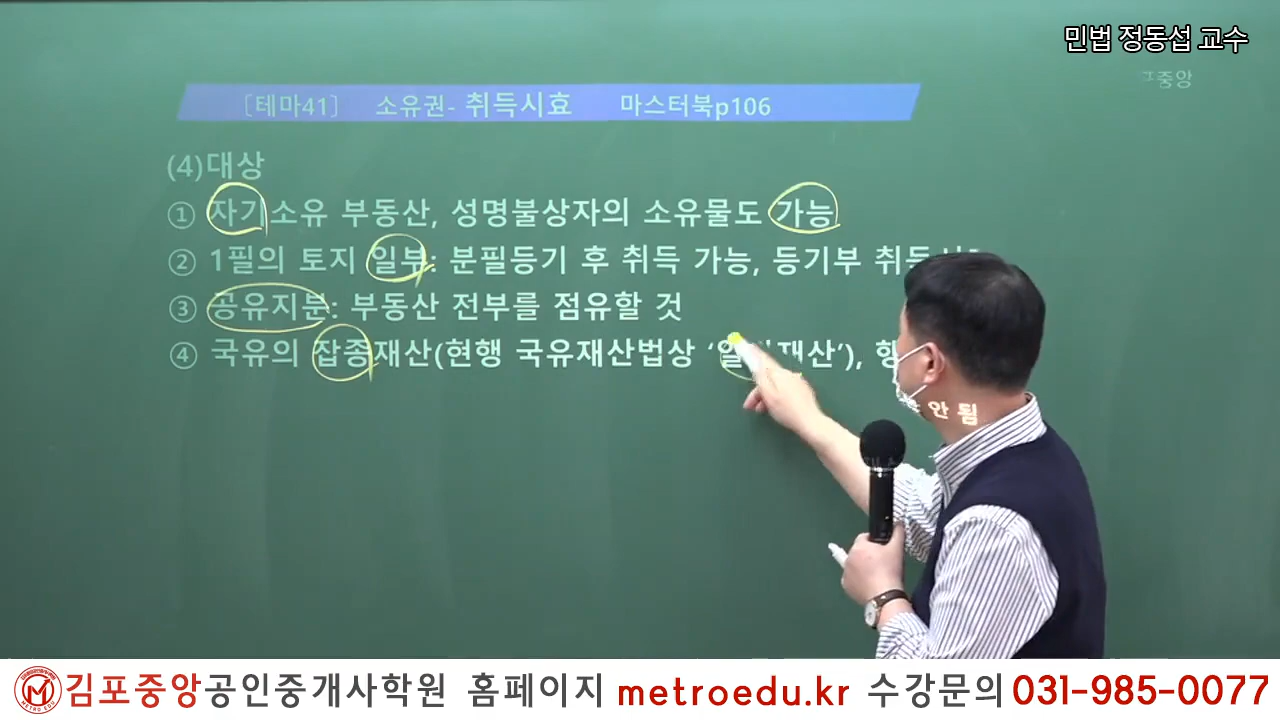 민법 정동섭 교수
중앙
[테마41] 소유권- 취득시효 마스터북p106
(4)대상
① 자기소유 부동산, 성명불상자의 소유물도 가능
② 1필의 토지 일부: 분필등기 후 취득 가능, 등기부
③ 공유지분: 부동산 전부를 점유할 것
④ 국유의 잡종재산(현행 국유재산법상 ‘일반재산’),
안 됨
METRO EDU
김포중앙공인중개사학원 홈페이지 metroedu.kr 수강문의 031-985-0077